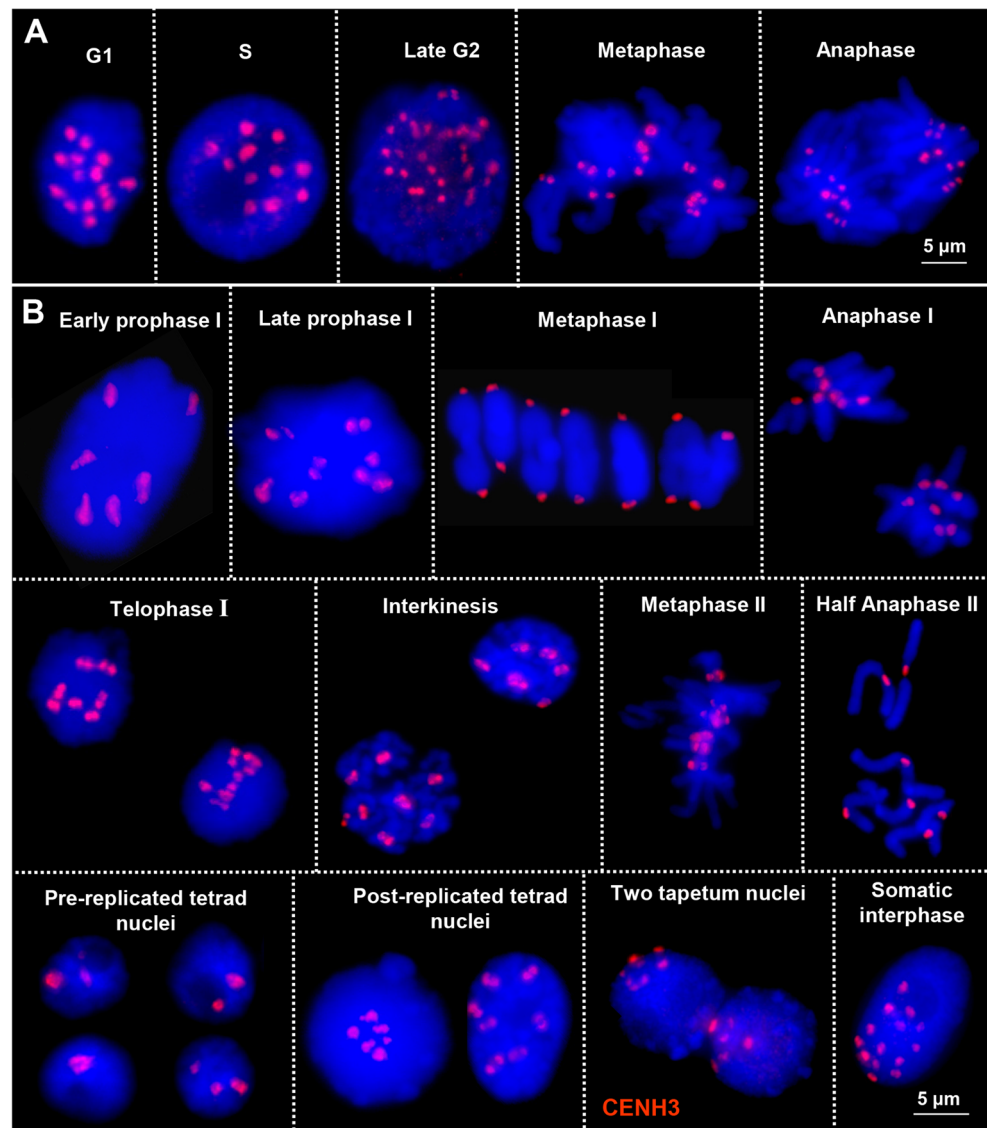 A
G1
S
Late G2
Metaphase
Anaphase
5 µm
B
Early prophase I
Late prophase I
Metaphase I
Anaphase I
Telophase I
Interkinesis
Metaphase II
Half Anaphase II
Pre-replicated tetrad
nuclei
Post-replicated tetrad
nuclei
Two tapetum nuclei
Somatic
interphase
CENH3
5 µm